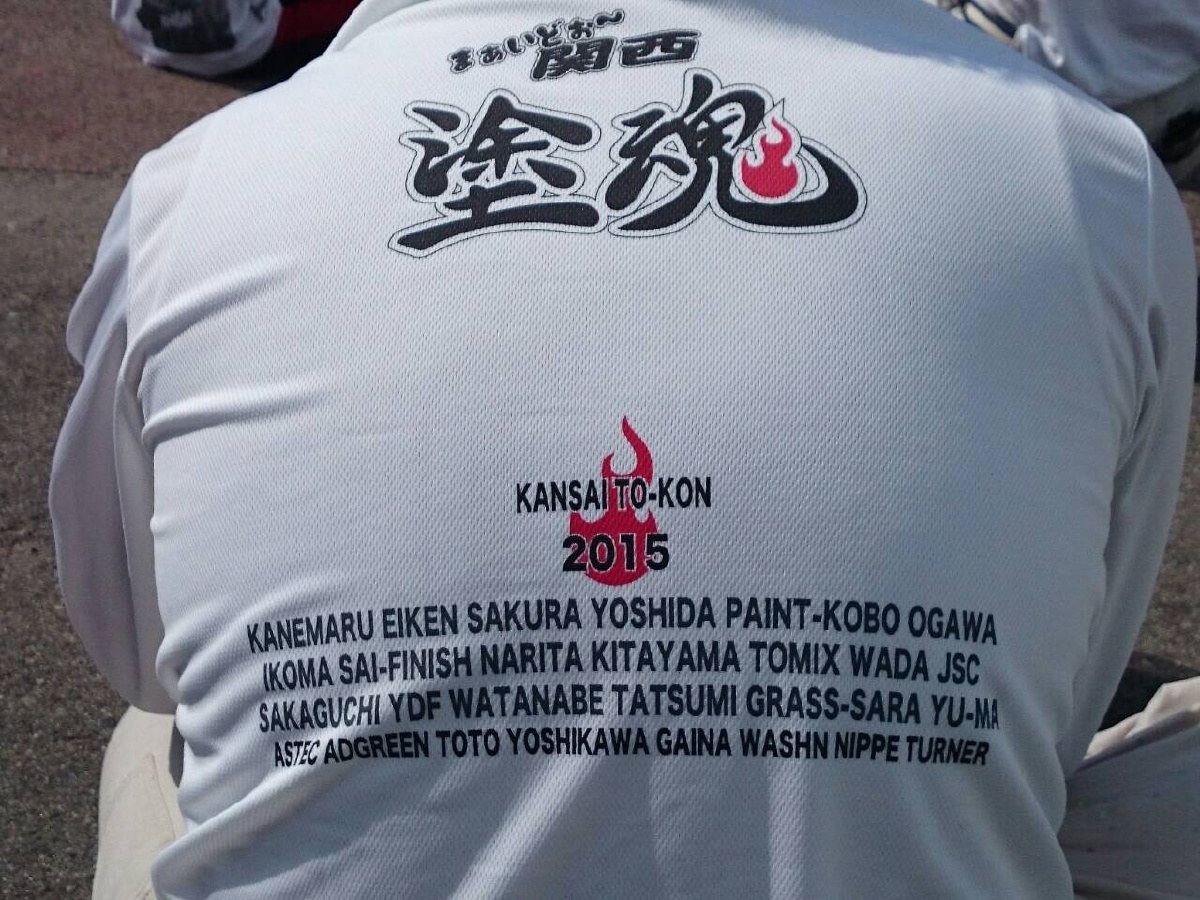 まぁいどぉ〜
関西
塗魂
KANSAI TO-KON
2015
KANEMARU EIKEN SAKURA YOSHIDA PAINT-KOBO OGAWA
IKOMA SAI-FINISH NARITA KITAYAMA TOMIX WADA JSC
SAKAGUCHI YDF WATANABE TATSUMI GRASS-SARA YU-MA
ASTEC ADGREEN TOTO YOSHIKAWA GAINA WASHN NIPPE TURNER